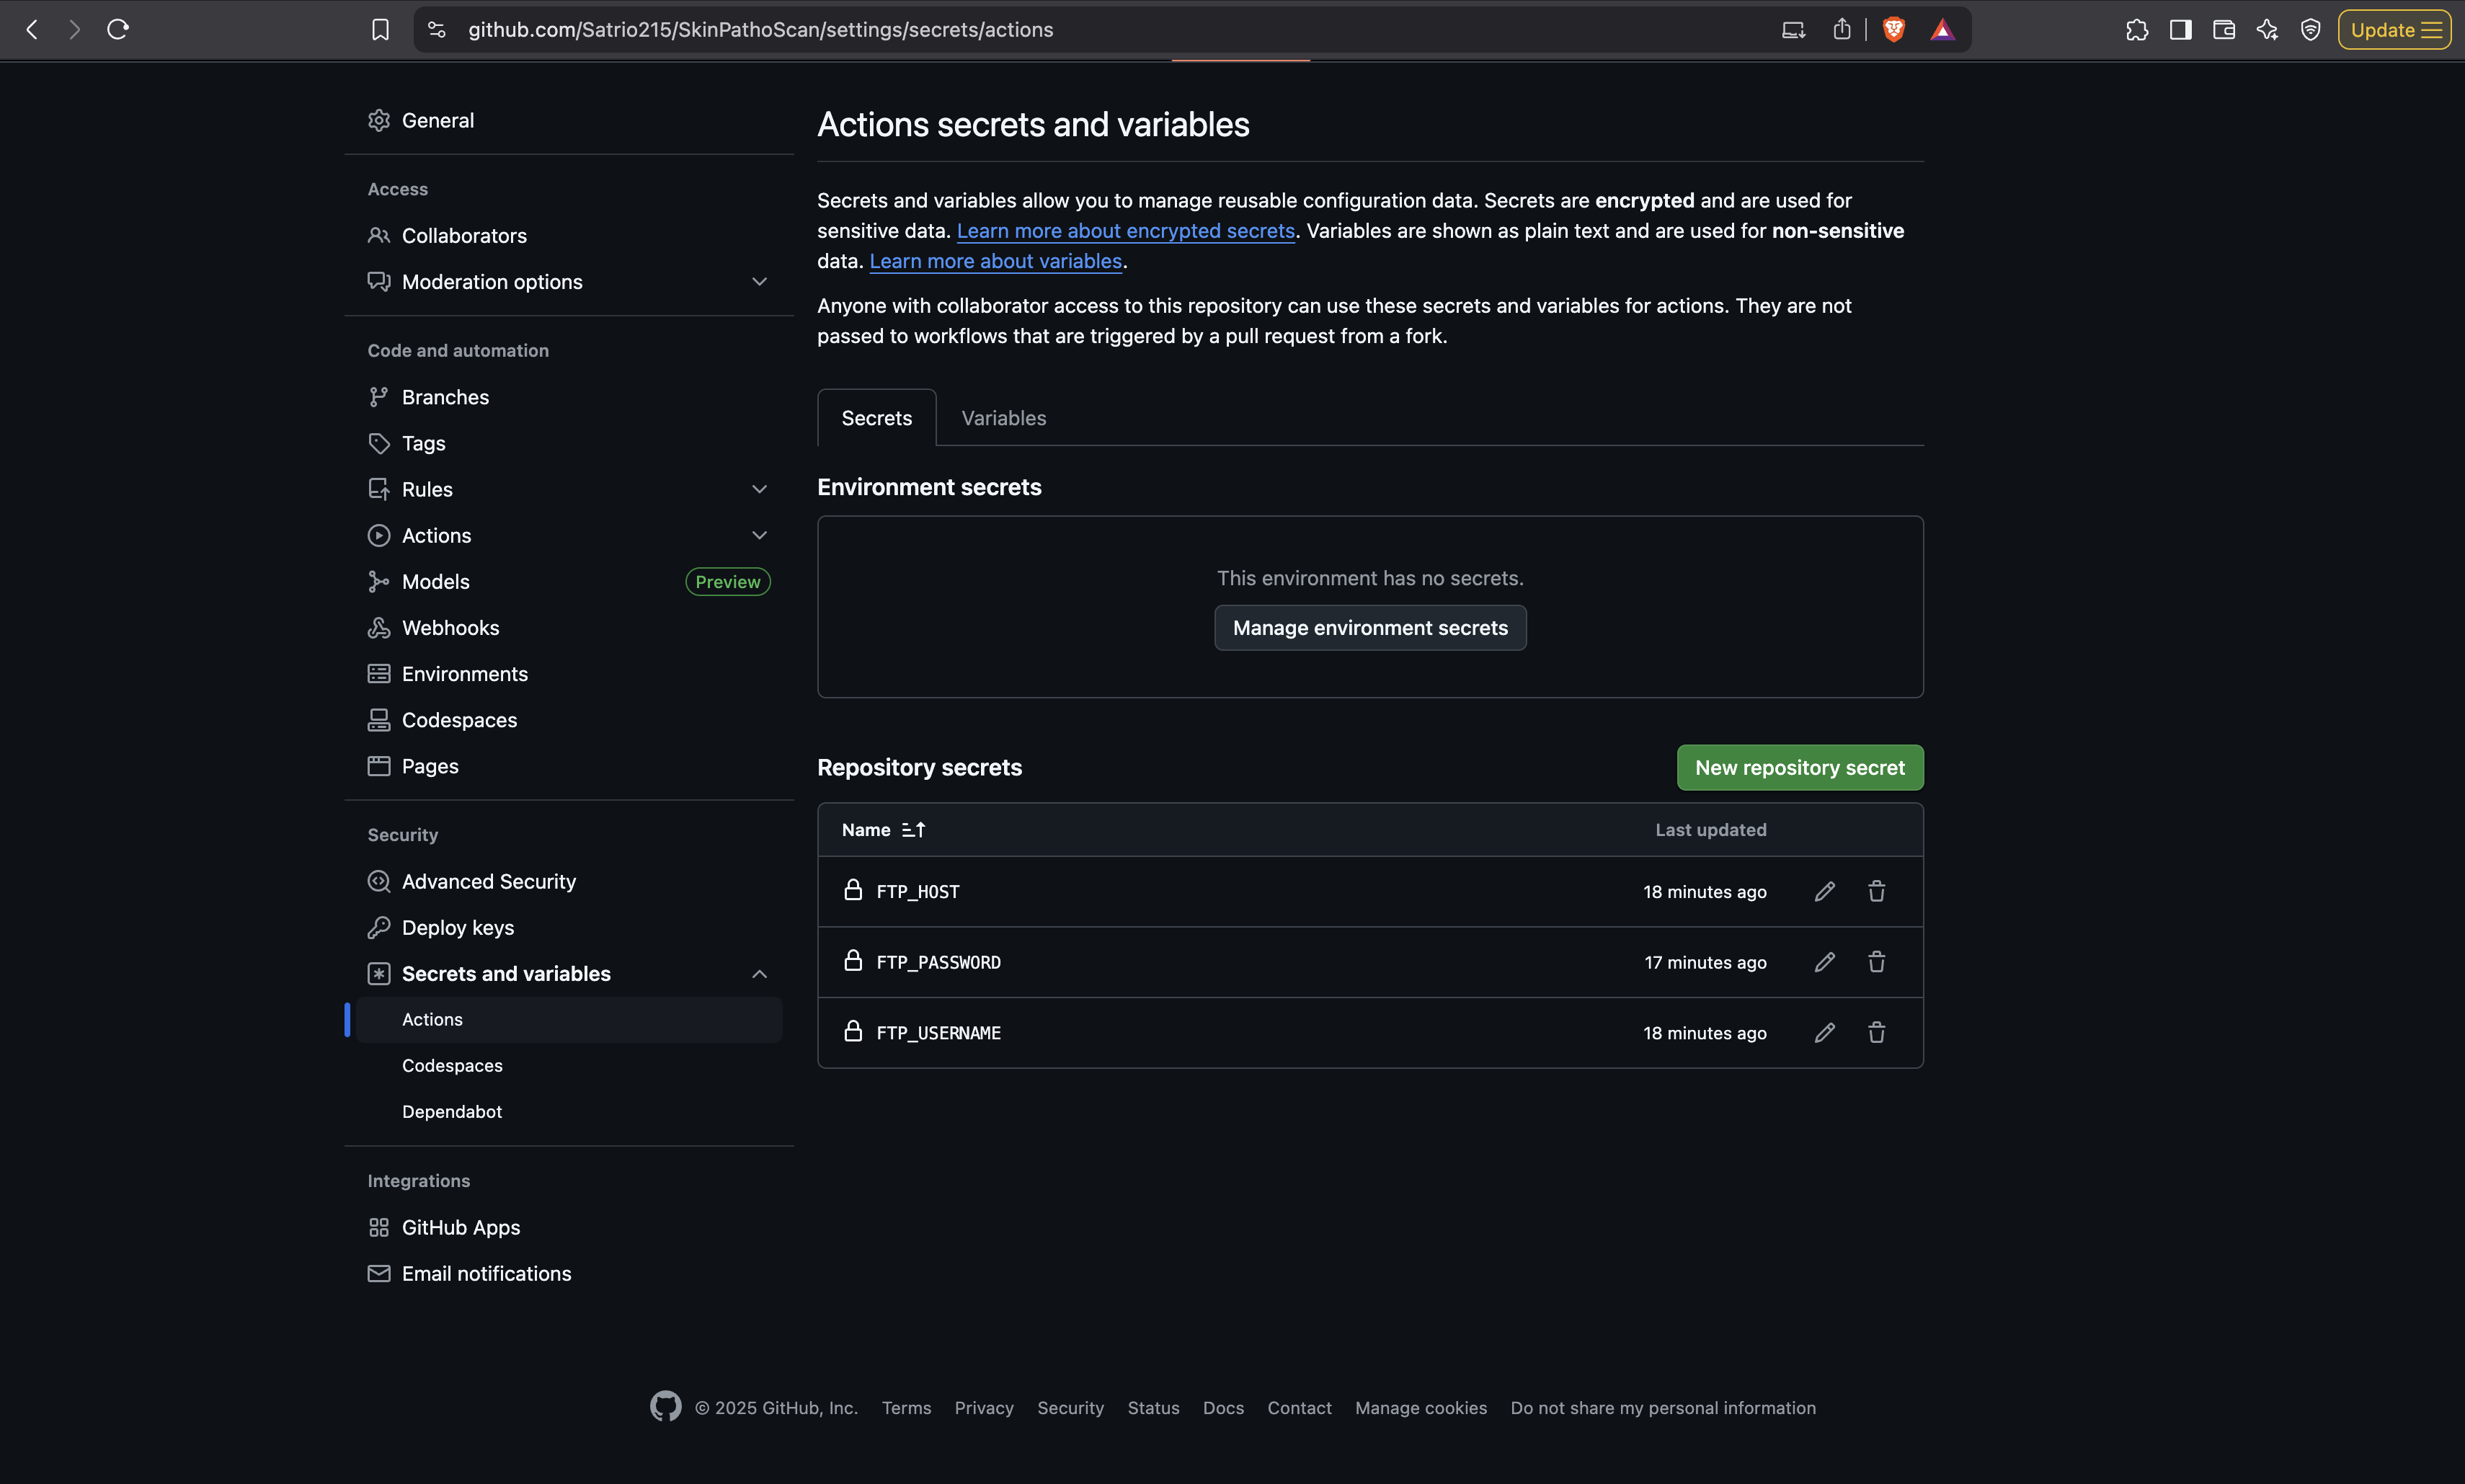 github.com/Satrio215/SkinPathoScan/settings/secrets/actions
Update
General
Access
Collaborators
Moderation options
Code and automation
Branches
Tags
Rules
Actions
Models
Preview
Webhooks
Environments
Codespaces
Pages
Security
Advanced Security
Deploy keys
Secrets and variables
Actions
Codespaces
Dependabot
Integrations
GitHub Apps
Email notifications
Actions secrets and variables
Secrets and variables allow you to manage reusable configuration data. Secrets are encrypted and are used for
sensitive data. Learn more about encrypted secrets. Variables are shown as plain text and are used for non-sensitive
data. Learn more about variables.
Anyone with collaborator access to this repository can use these secrets and variables for actions. They are not
passed to workflows that are triggered by a pull request from a fork.
Secrets Variables
Environment secrets
This environment has no secrets.
Manage environment secrets
Repository secrets
New repository secret
Name Last updated
FTP_HOST 18 minutes ago
FTP_PASSWORD 17 minutes ago
FTP_USERNAME 18 minutes ago
© 2025 GitHub, Inc. Terms Privacy Security Status Docs Contact Manage cookies Do not share my personal information